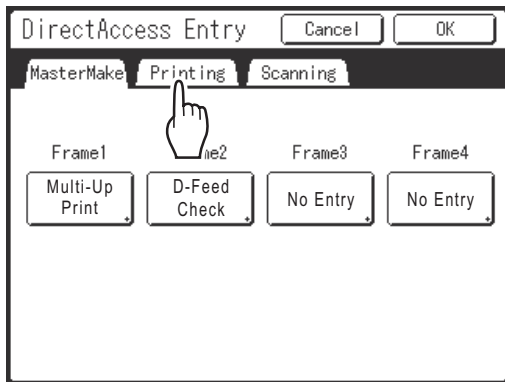 DirectAccess Entry Cancel OK
MasterMake Printing Scanning
Frame1 me2 Frame3 Frame4
Multi-Up Print D-Feed Check No Entry No Entry